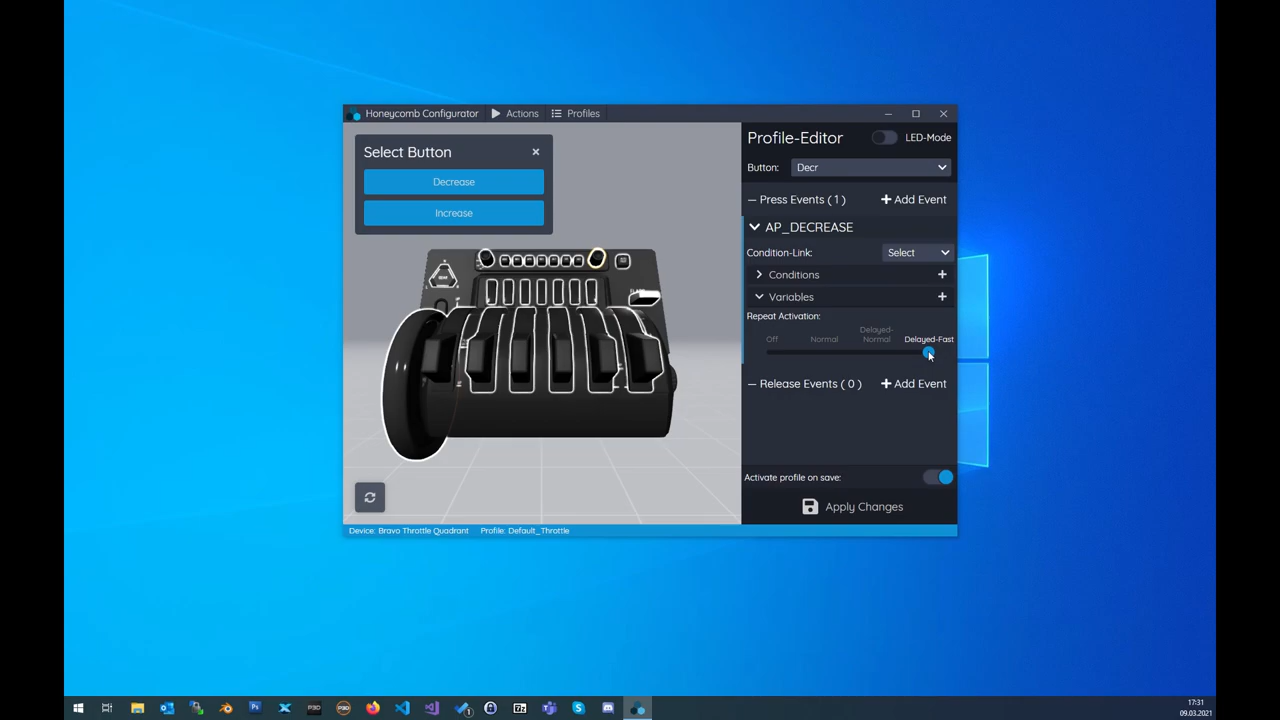 Honeycomb Configurator Actions Profiles
Select Button
Decrease
Increase
Profile-Editor LED-Mode
Button: Decr
Press Events ( 1 ) Add Event
AP_DECREASE
Condition-Link: Select
Conditions
Variables
Repeat Activation:
Off Normal Delayed-Normal Delayed-Fast
Release Events ( 0 ) Add Event
Activate profile on save:
Apply Changes
Device: Bravo Throttle Quadrant Profile: Default_Throttle
17:31
09.03.2021